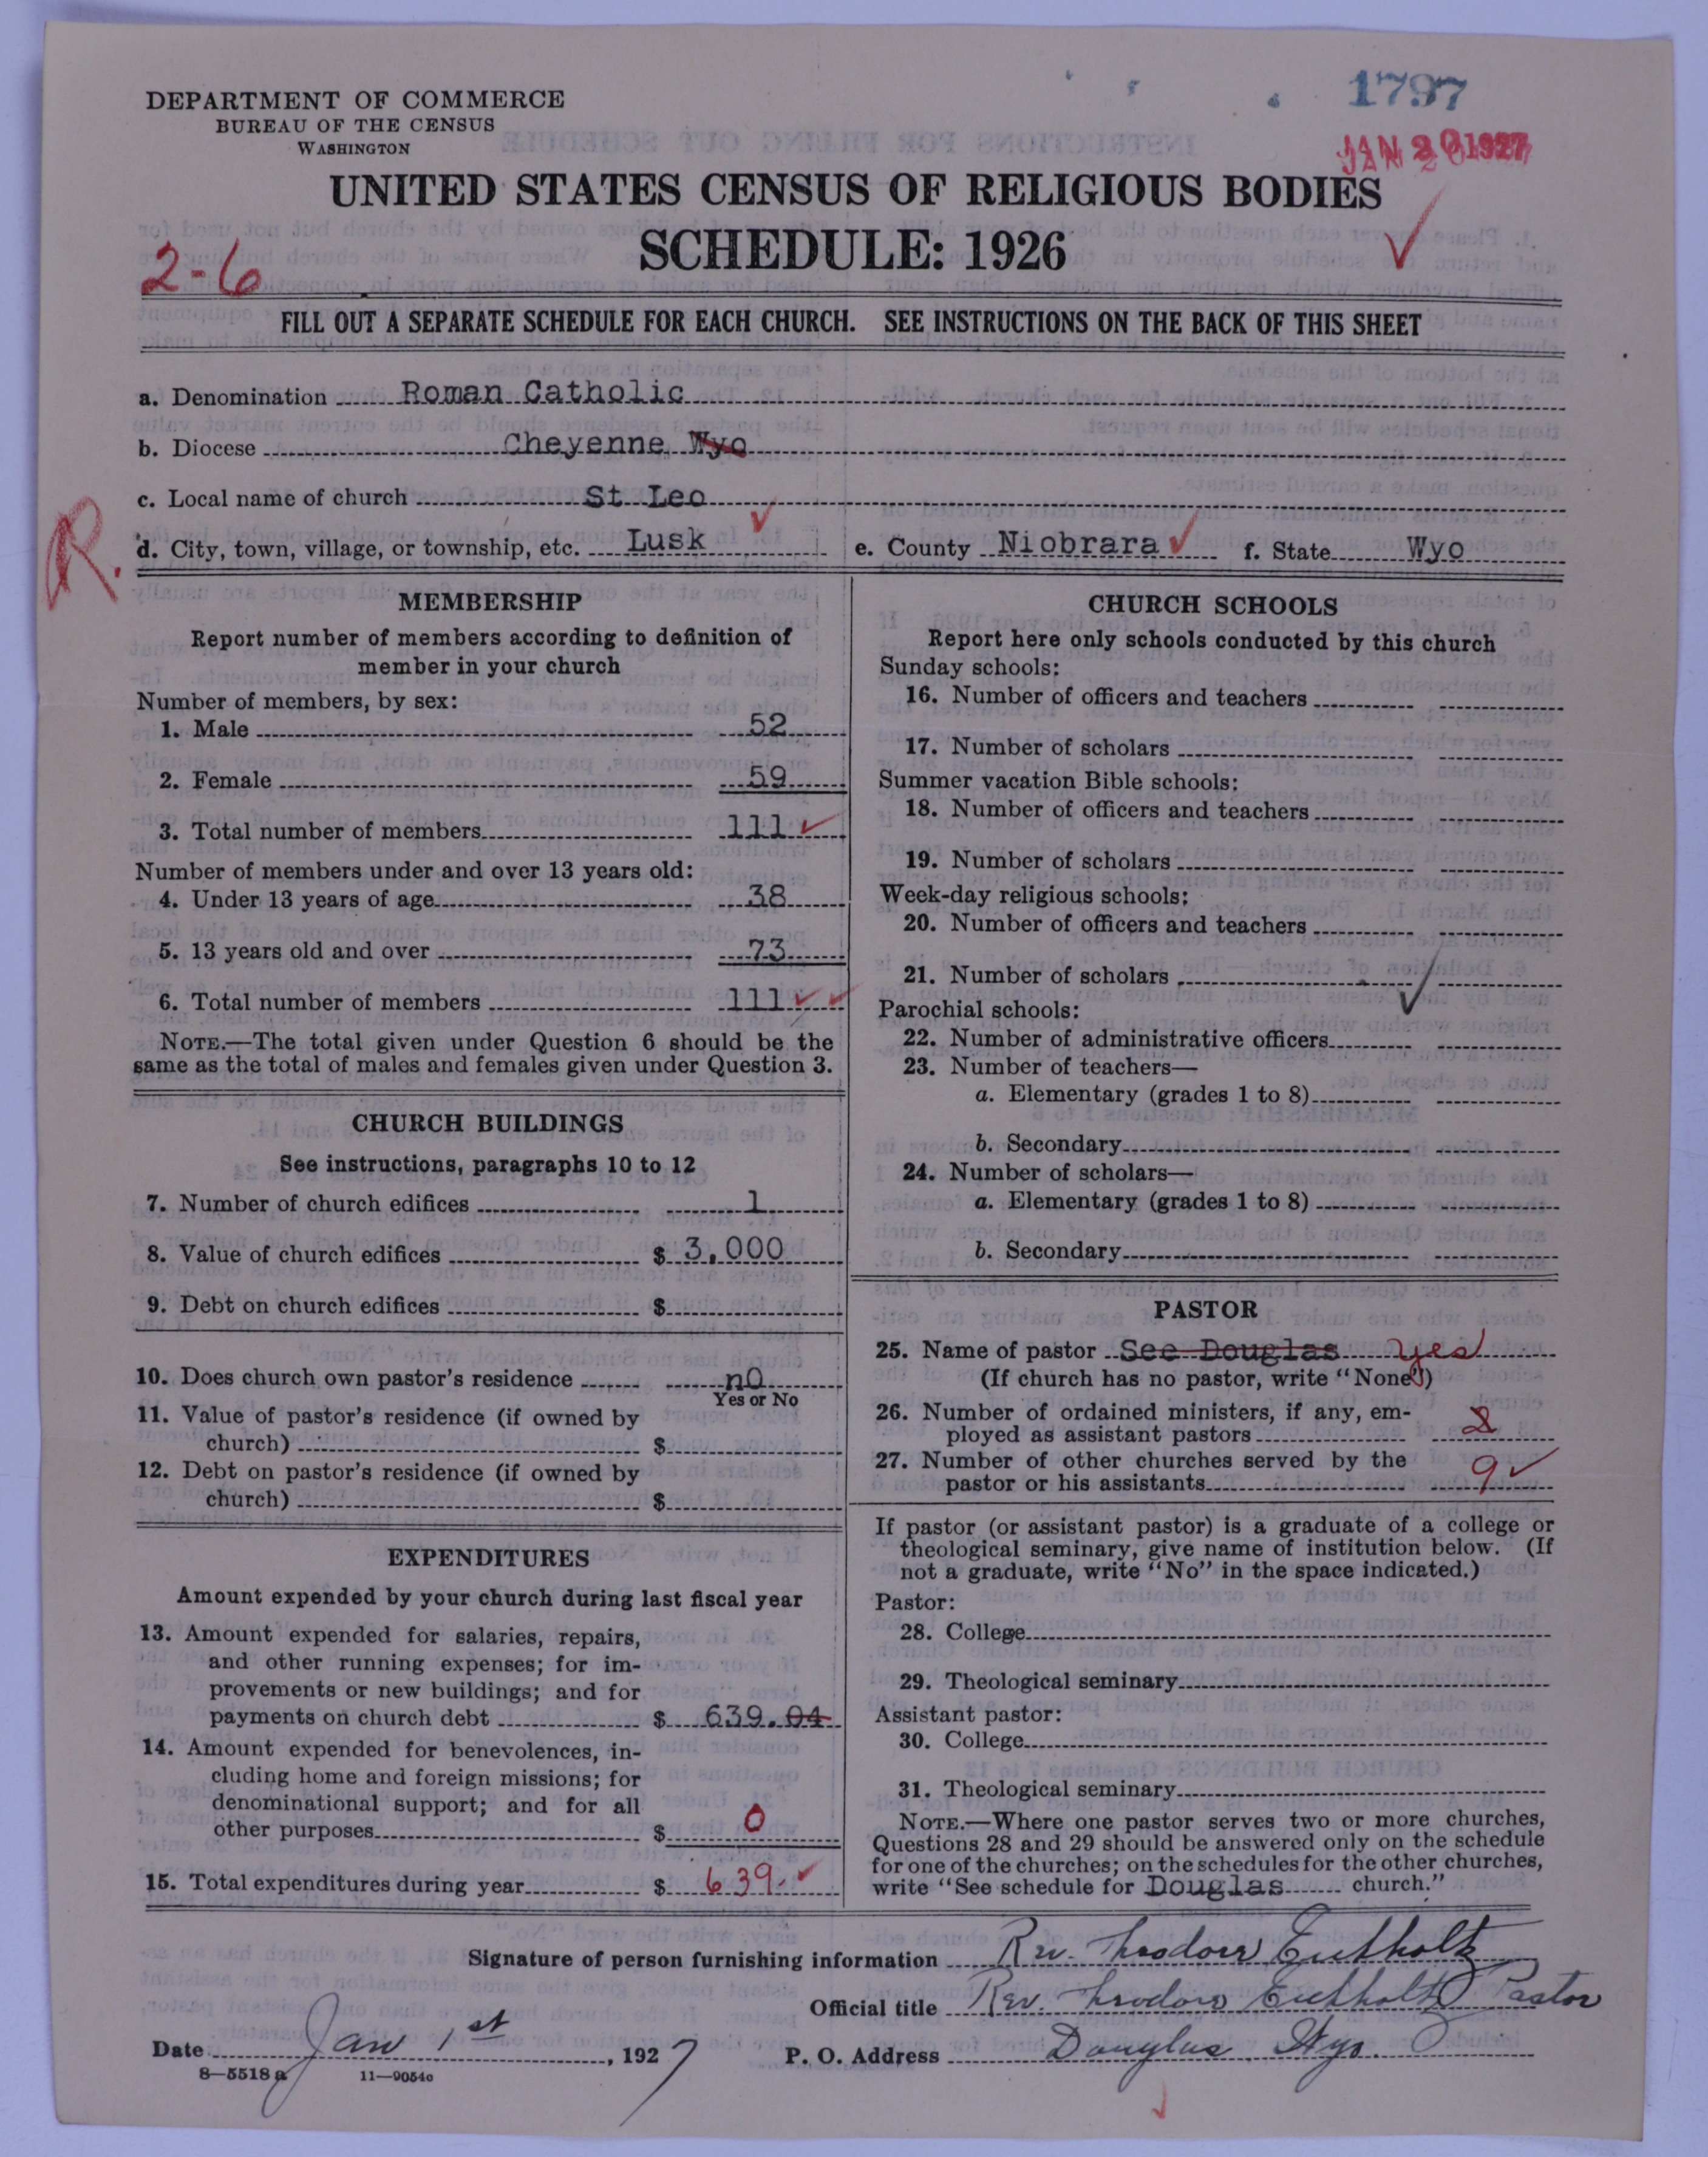 1797
JAN 20 1927
DEPARTMENT OF COMMERCE
BUREAU OF THE CENSUS
WASHINGTON
UNITED STATES CENSUS OF RELIGIOUS BODIES
SCHEDULE: 1926
2-6
FILL OUT A SEPARATE SCHEDULE FOR EACH CHURCH. SEE INSTRUCTIONS ON THE BACK OF THIS SHEET
a. Denomination Roman Catholic
b. Diocese Cheyenne Wyo
c. Local name of church St. Leo
R.
d. City, town, village, or township, etc. Lusk e. County Niobrara f. State Wyo
MEMBERSHIP
Report number of members according to definition of
member in your church
Number of members, by sex:
1. Male 52
2. Female 59
3. Total number of members 111
Number of members under and over 13 years old:
4. Under 13 years of age 38
5. 13 years old and over 73
6. Total number of members 111
NOTE.—The total given under Question 6 should be the
same as the total of males and females given under Question 3.
CHURCH BUILDINGS
See instructions, paragraphs 10 to 12
7. Number of church edifices 1
8. Value of church edifices $ 3,000
9. Debt on church edifices $
10. Does church own pastor's residence no
Yes or No
11. Value of pastor's residence (if owned by
church) $
12. Debt on pastor's residence (if owned by
church) $
EXPENDITURES
Amount expended by your church during last fiscal year
13. Amount expended for salaries, repairs,
and other running expenses; for im-
provements or new buildings; and for
payments on church debt $ 639.04
14. Amount expended for benevolences, in-
cluding home and foreign missions; for
denominational support; and for all
other purposes $ 0
15. Total expenditures during year $ 639.
CHURCH SCHOOLS
Report here only schools conducted by this church
Sunday schools:
16. Number of officers and teachers
17. Number of scholars
Summer vacation Bible schools:
18. Number of officers and teachers
19. Number of scholars
Week-day religious schools:
20. Number of officers and teachers
21. Number of scholars
Parochial schools:
22. Number of administrative officers
23. Number of teachers—
a. Elementary (grades 1 to 8)
b. Secondary
24. Number of scholars—
a. Elementary (grades 1 to 8)
b. Secondary
PASTOR
25. Name of pastor See Douglas yes
(If church has no pastor, write "None")
26. Number of ordained ministers, if any, em-
ployed as assistant pastors
27. Number of other churches served by the
pastor or his assistants 9
If pastor (or assistant pastor) is a graduate of a college or
theological seminary, give name of institution below. (If
not a graduate, write "No" in the space indicated.)
Pastor:
28. College
29. Theological seminary
Assistant pastor:
30. College
31. Theological seminary
NOTE.—Where one pastor serves two or more churches,
Questions 28 and 29 should be answered only on the schedule
for one of the churches; on the schedules for the other churches,
write "See schedule for Douglas church."
Signature of person furnishing information Rev. Theodore
Official title Rev. Theodore Pastor
Date Jan 1st, 1927 P. O. Address Douglas, Wyo.
8—5518 a 11—9054a